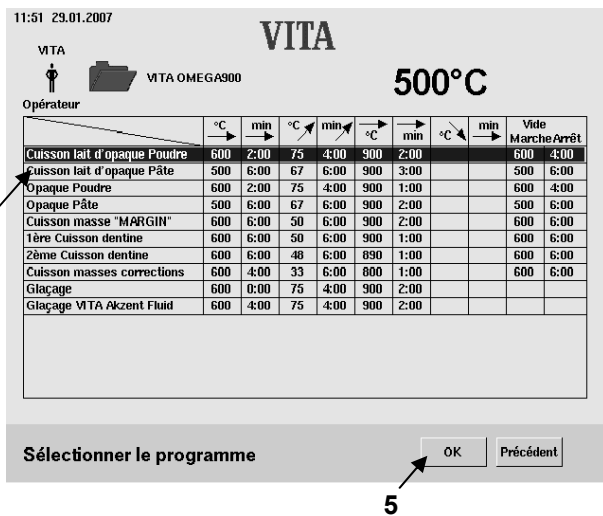 11:51 29.01.2007
VITA
VITA
VITA OMEGA900
500°C
Opérateur
°C min °C min °C min °C min Vide
Marche Arrêt
Cuisson lait d'opaque Poudre 600 2:00 75 4:00 900 2:00 600 4:00
Cuisson lait d'opaque Pâte 500 6:00 67 6:00 900 3:00 500 6:00
Opaque Poudre 600 2:00 75 4:00 900 1:00 600 4:00
Opaque Pâte 500 6:00 67 6:00 900 2:00 500 6:00
Cuisson masse "MARGIN" 600 6:00 50 6:00 900 2:00 600 6:00
1ère Cuisson dentine 600 6:00 50 6:00 900 1:00 600 6:00
2ème Cuisson dentine 600 6:00 48 6:00 890 1:00 600 6:00
Cuisson masses corrections 600 4:00 33 6:00 800 1:00 600 6:00
Glaçage 600 0:00 75 4:00 900 2:00
Glaçage VITA Akzent Fluid 600 4:00 75 4:00 900 2:00
Sélectionner le programme
OK
Précédent
5